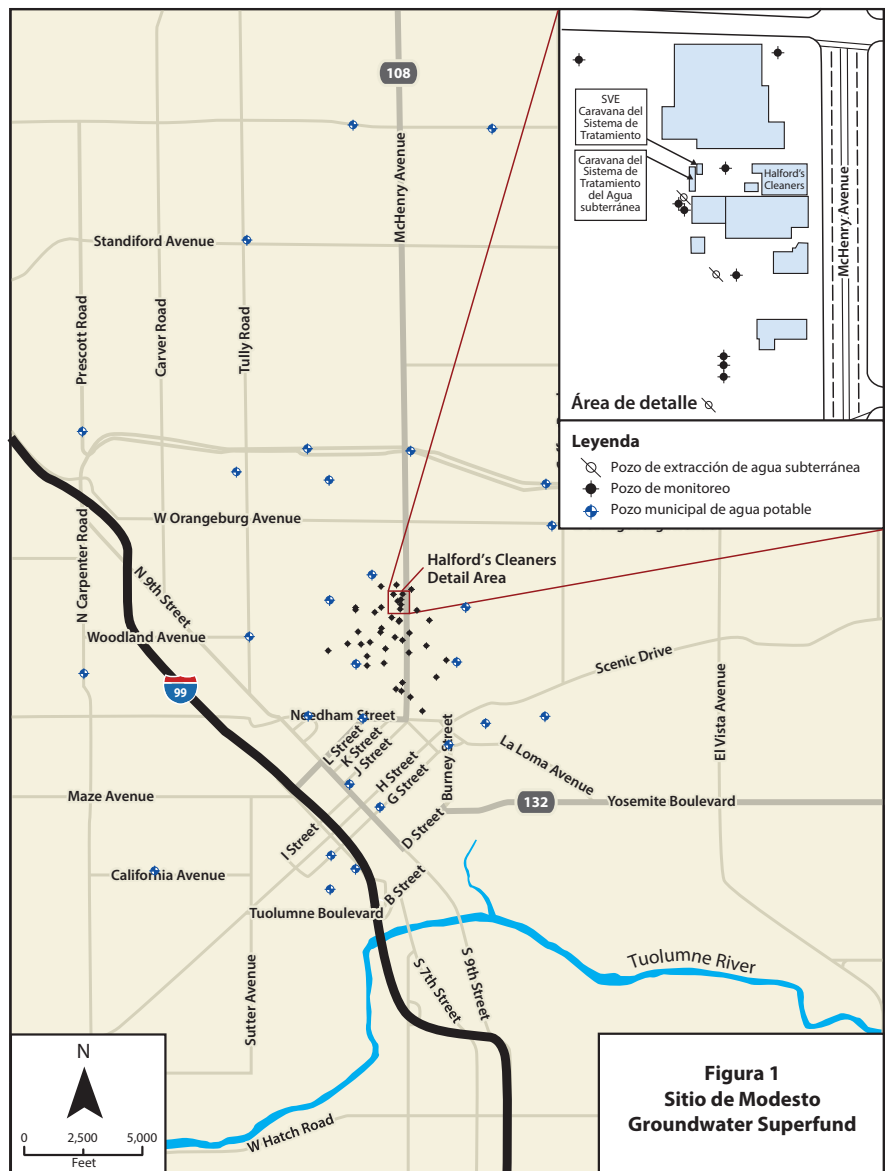 108
McHenry Avenue
Standiford Avenue
Prescott Road
Carver Road
Tully Road
W Orangeburg Avenue
N Carpenter Road
N 9th Street
Halford's Cleaners
Detail Area
Woodland Avenue
99
Scenic Drive
El Vista Avenue
Needham Street
L Street
K Street
J Street
H Street
G Street
Burney Street
La Loma Avenue
Maze Avenue
132
Yosemite Boulevard
I Street
D Street
California Avenue
B Street
Tuolumne Boulevard
Sutter Avenue
S 7th Street
S 9th Street
Tuolumne River
W Hatch Road
SVE
Caravana del
Sistema de
Tratamiento
Caravana del
Sistema de
Tratamiento
del Agua
subterránea
Halford's
Cleaners
McHenry Avenue
Área de detalle
Leyenda
Pozo de extracción de agua subterránea
Pozo de monitoreo
Pozo municipal de agua potable
N
0 2,500 5,000
Feet
Figura 1
Sitio de Modesto
Groundwater Superfund